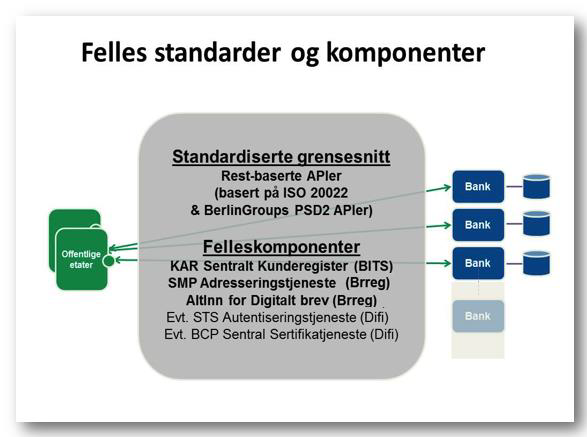 Felles standarder og komponenter
Standardiserte grensesnitt
Rest-baserte APIer
(basert på ISO 20022
& BerlinGroups PSD2 APIer)
Felleskomponenter
KAR Sentralt Kunderegister (BITS)
SMP Adresseringstjeneste (Brreg)
AltInn for Digitalt brev (Brreg)
Evt. STS Autentiseringstjeneste (Difi)
Evt. BCP Sentral Sertifikatjeneste (Difi)
Offentlige
etater
Bank
Bank
Bank
Bank